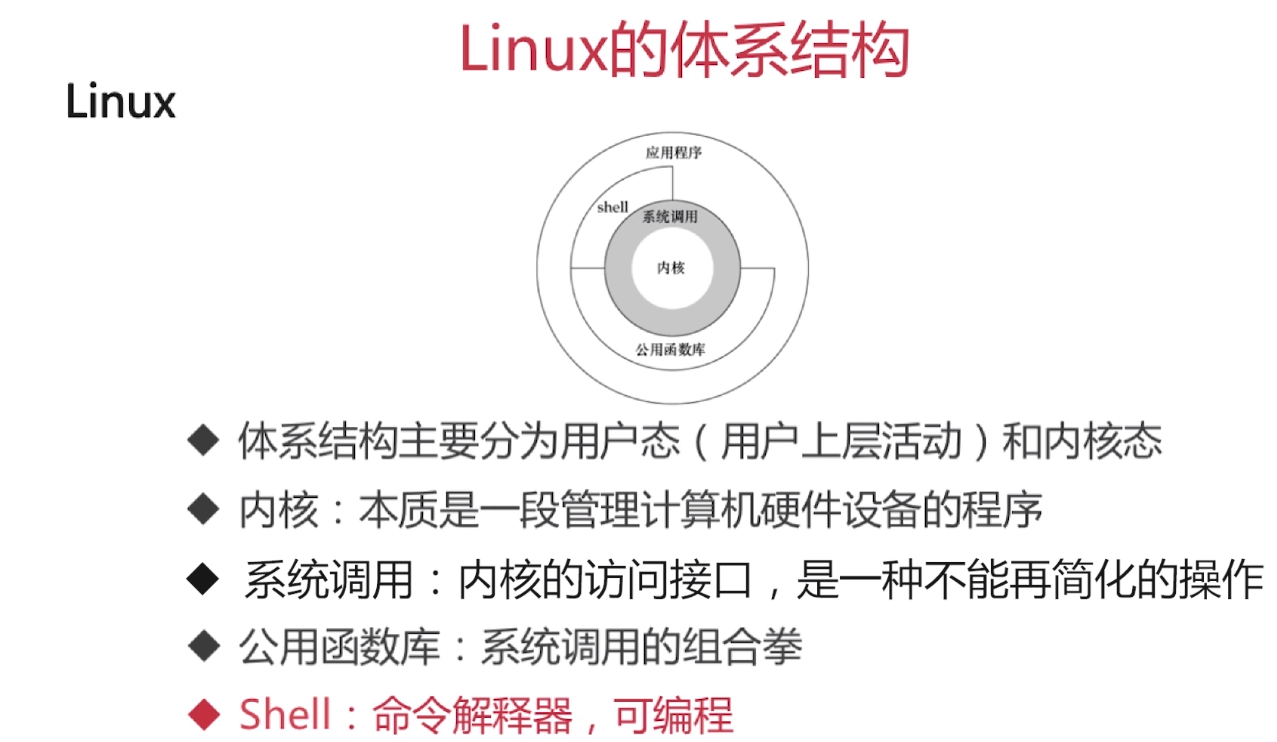 Linux的体系结构
Linux
应用程序
shell
系统调用
内核
公用函数库
◆ 体系结构主要分为用户态（用户上层活动）和内核态
◆ 内核：本质是一段管理计算机硬件设备的程序
◆ 系统调用：内核的访问接口，是一种不能再简化的操作
◆ 公用函数库：系统调用的组合拳
◆ Shell：命令解释器，可编程